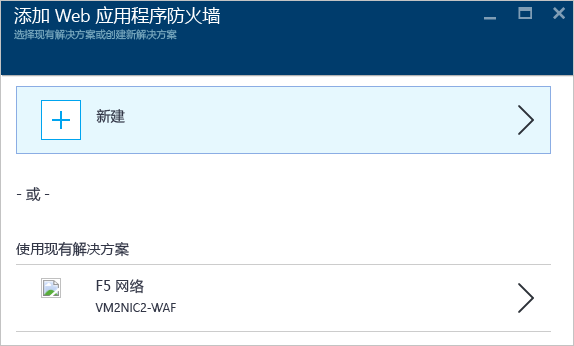 添加 Web 应用程序防火墙
选择现有解决方案或创建新解决方案
新建
- 或 -
使用现有解决方案
F5 网络
VM2NIC2-WAF